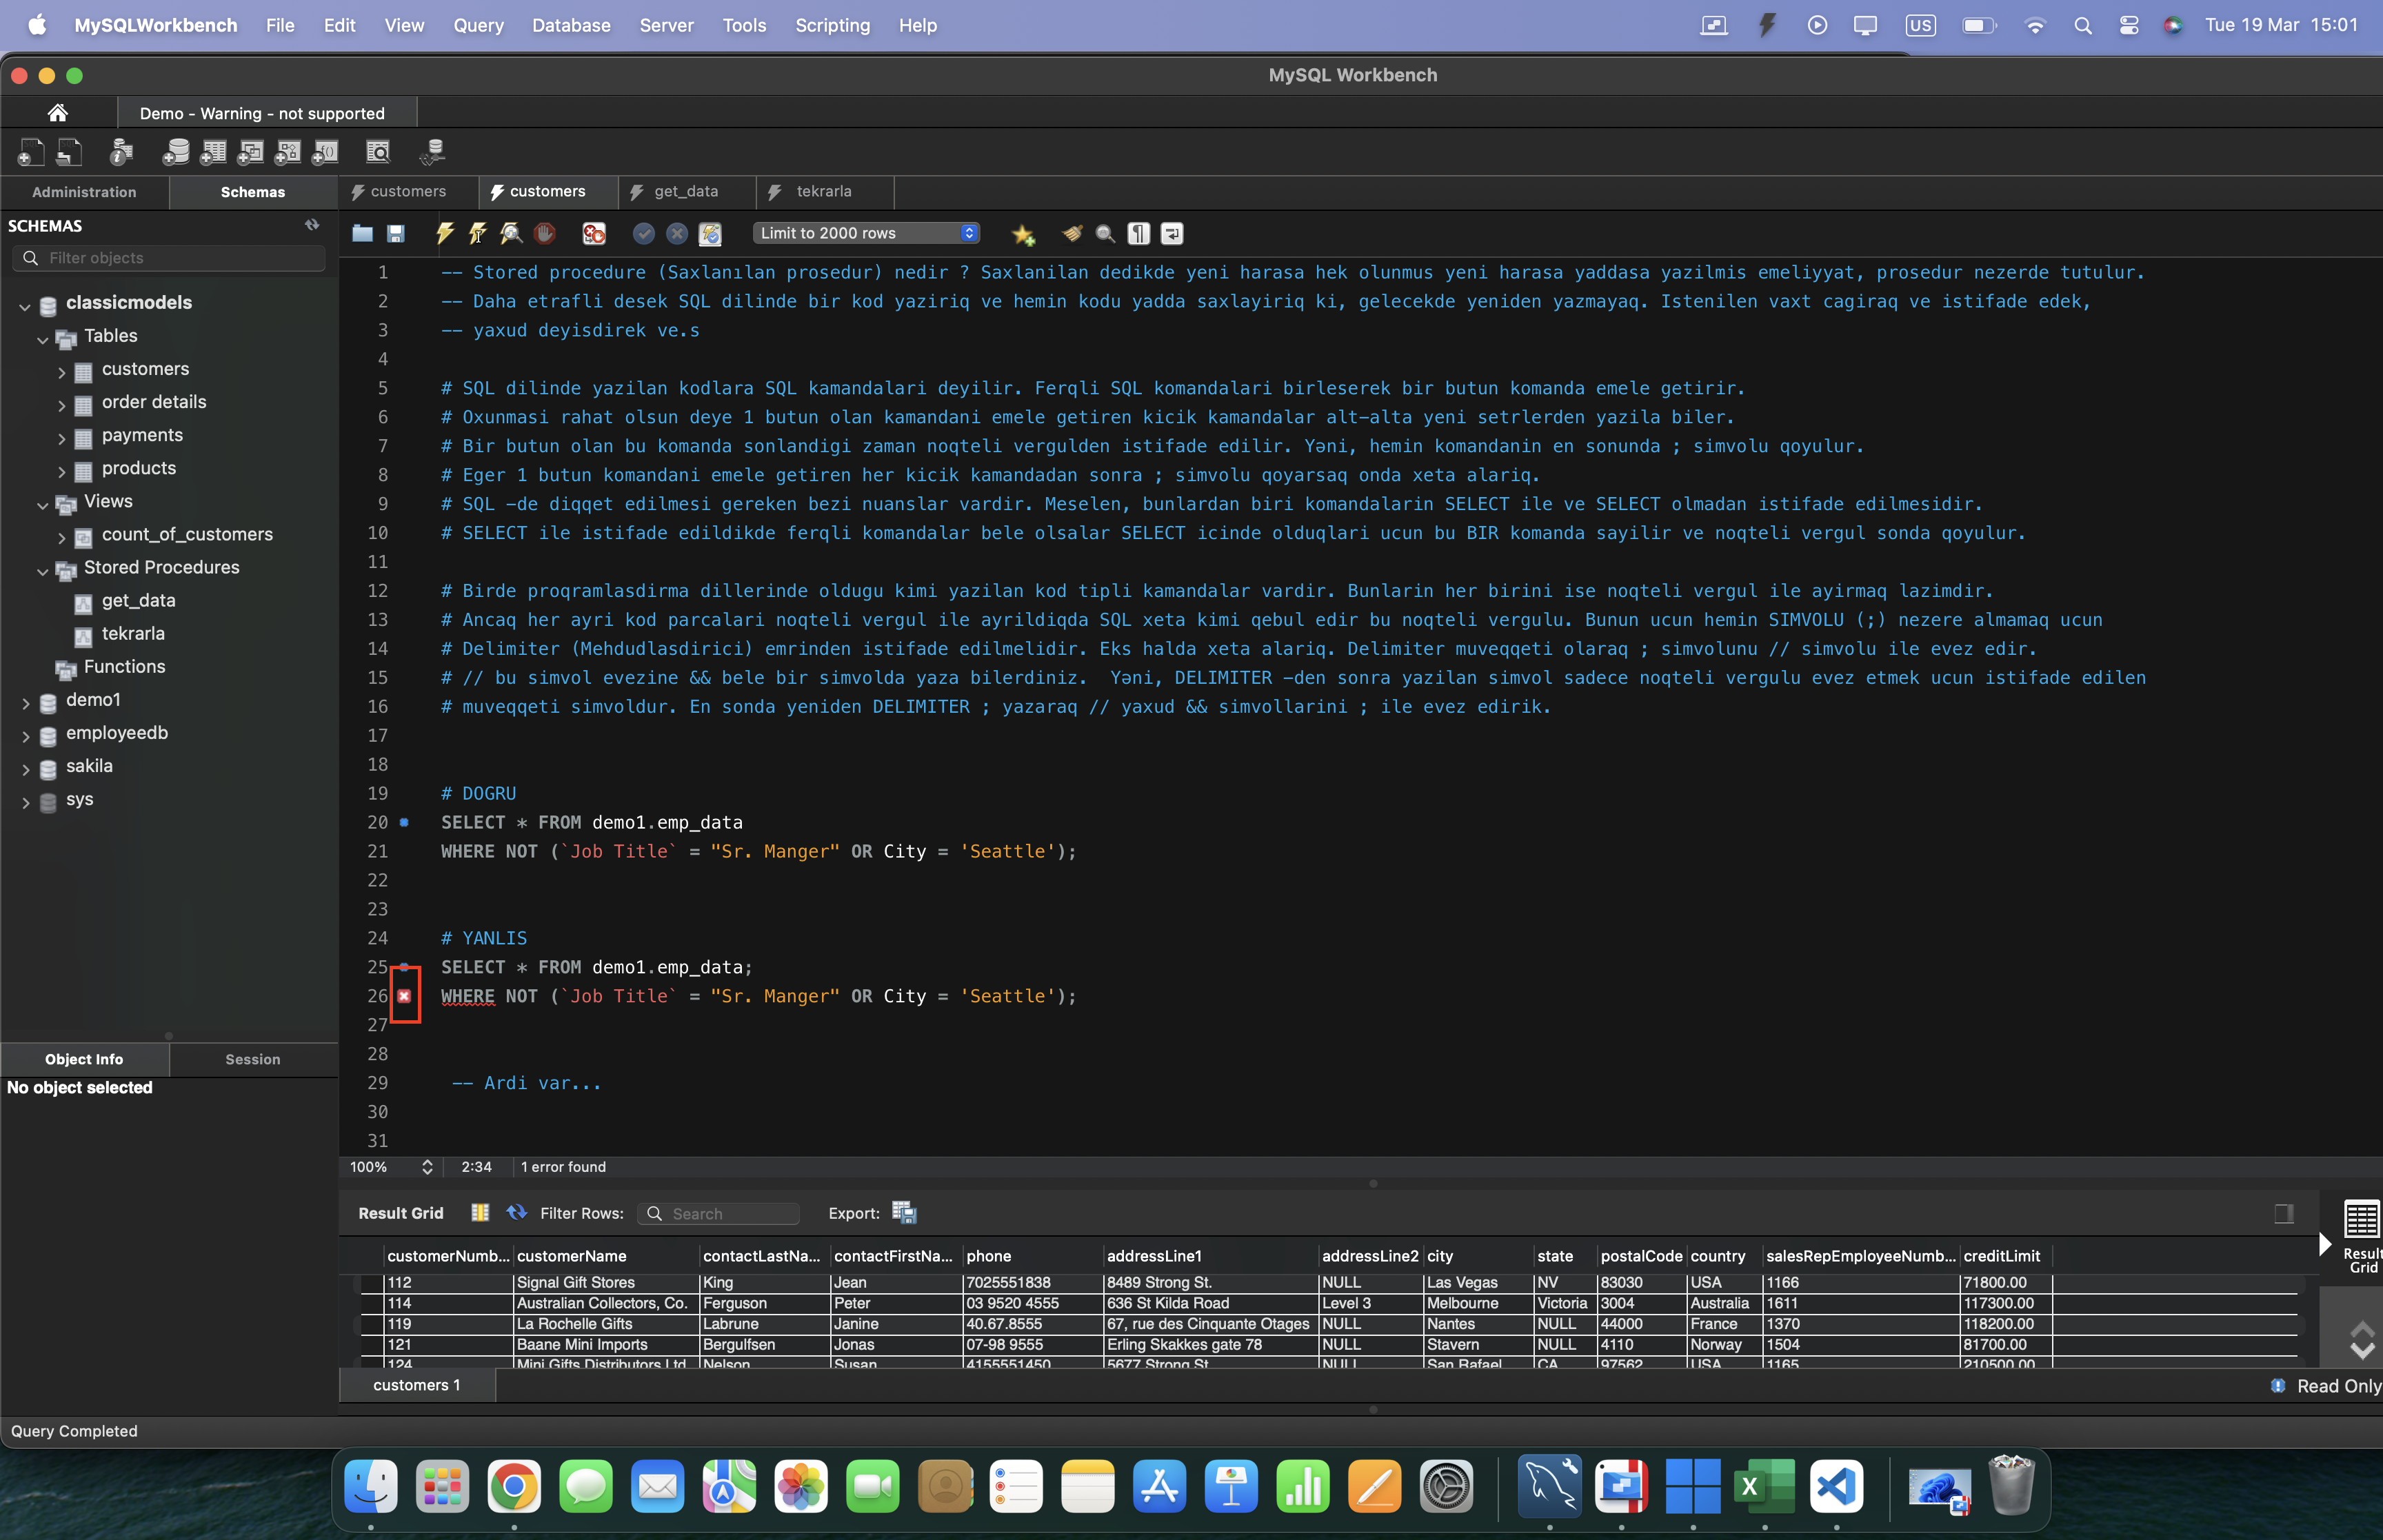 MySQLWorkbench File Edit View Query Database Server Tools Scripting Help US Tue 19 Mar 15:01
MySQL Workbench
Demo - Warning - not supported
Administration Schemas customers customers get_data tekrarla
SCHEMAS
Filter objects
Limit to 2000 rows
classicmodels
Tables
customers
order details
payments
products
Views
count_of_customers
Stored Procedures
get_data
tekrarla
Functions
demo1
employeedb
sakila
sys
Object Info Session
No object selected
1 -- Stored procedure (Saxlanılan prosedur) nedir ? Saxlanilan dedikde yeni harasa hek olunmus yeni harasa yaddasa yazilmis emeliyyat, prosedur nezerde tutulur.
2 -- Daha etrafli desek SQL dilinde bir kod yaziriq ve hemin kodu yadda saxlayiriq ki, gelecekde yeniden yazmayaq. Istenilen vaxt cagiraq ve istifade edek,
3 -- yaxud deyisdirek ve.s
4
5 # SQL dilinde yazilan kodlara SQL kamandalari deyilir. Ferqli SQL komandalari birleserek bir butun komanda emele getirir.
6 # Oxunmasi rahat olsun deye 1 butun olan kamandani emele getiren kicik kamandalar alt-alta yeni setrlerden yazila biler.
7 # Bir butun olan bu komanda sonlandigi zaman noqteli vergulden istifade edilir. Yəni, hemin komandanin en sonunda ; simvolu qoyulur.
8 # Eger 1 butun komandani emele getiren her kicik kamandadan sonra ; simvolu qoyarsaq onda xeta alariq.
9 # SQL -de diqqet edilmesi gereken bezi nuanslar vardir. Meselen, bunlardan biri komandalarin SELECT ile ve SELECT olmadan istifade edilmesidir.
10 # SELECT ile istifade edildikde ferqli komandalar bele olsalar SELECT icinde olduqlari ucun bu BIR komanda sayilir ve noqteli vergul sonda qoyulur.
11
12 # Birde proqramlasdirma dillerinde oldugu kimi yazilan kod tipli kamandalar vardir. Bunlarin her birini ise noqteli vergul ile ayirmaq lazimdir.
13 # Ancaq her ayri kod parcalari noqteli vergul ile ayrildiqda SQL xeta kimi qebul edir bu noqteli vergulu. Bunun ucun hemin SIMVOLU (;) nezere almamaq ucun
14 # Delimiter (Mehdudlasdirici) emrinden istifade edilmelidir. Eks halda xeta alariq. Delimiter muveqqeti olaraq ; simvolunu // simvolu ile evez edir.
15 # // bu simvol evezine && bele bir simvolda yaza bilerdiniz. Yəni, DELIMITER -den sonra yazilan simvol sadece noqteli vergulu evez etmek ucun istifade edilen
16 # muveqqeti simvoldur. En sonda yeniden DELIMITER ; yazaraq // yaxud && simvollarini ; ile evez edirik.
17
18
19 # DOGRU
20 SELECT * FROM demo1.emp_data
21 WHERE NOT (`Job Title` = "Sr. Manger" OR City = 'Seattle');
22
23
24 # YANLIS
25 SELECT * FROM demo1.emp_data;
26 WHERE NOT (`Job Title` = "Sr. Manger" OR City = 'Seattle');
27
28
29 -- Ardi var...
30
31
100% 2:34 1 error found
Result Grid Filter Rows: Search Export:
customerNumb... customerName contactLastNa... contactFirstNa... phone addressLine1 addressLine2 city state postalCode country salesRepEmployeeNumb... creditLimit
112 Signal Gift Stores King Jean 7025551838 8489 Strong St. NULL Las Vegas NV 83030 USA 1166 71800.00
114 Australian Collectors, Co. Ferguson Peter 03 9520 4555 636 St Kilda Road Level 3 Melbourne Victoria 3004 Australia 1611 117300.00
119 La Rochelle Gifts Labrune Janine 40.67.8555 67, rue des Cinquante Otages NULL Nantes NULL 44000 France 1370 118200.00
121 Baane Mini Imports Bergulfsen Jonas 07-98 9555 Erling Skakkes gate 78 NULL Stavern NULL 4110 Norway 1504 81700.00
124 Mini Gifts Distributors Ltd Nelson Susan 4155551450 5677 Strong St NULL San Rafael CA 97562 USA 1165 210500.00
Result
Grid
customers 1 Read Only
Query Completed
X